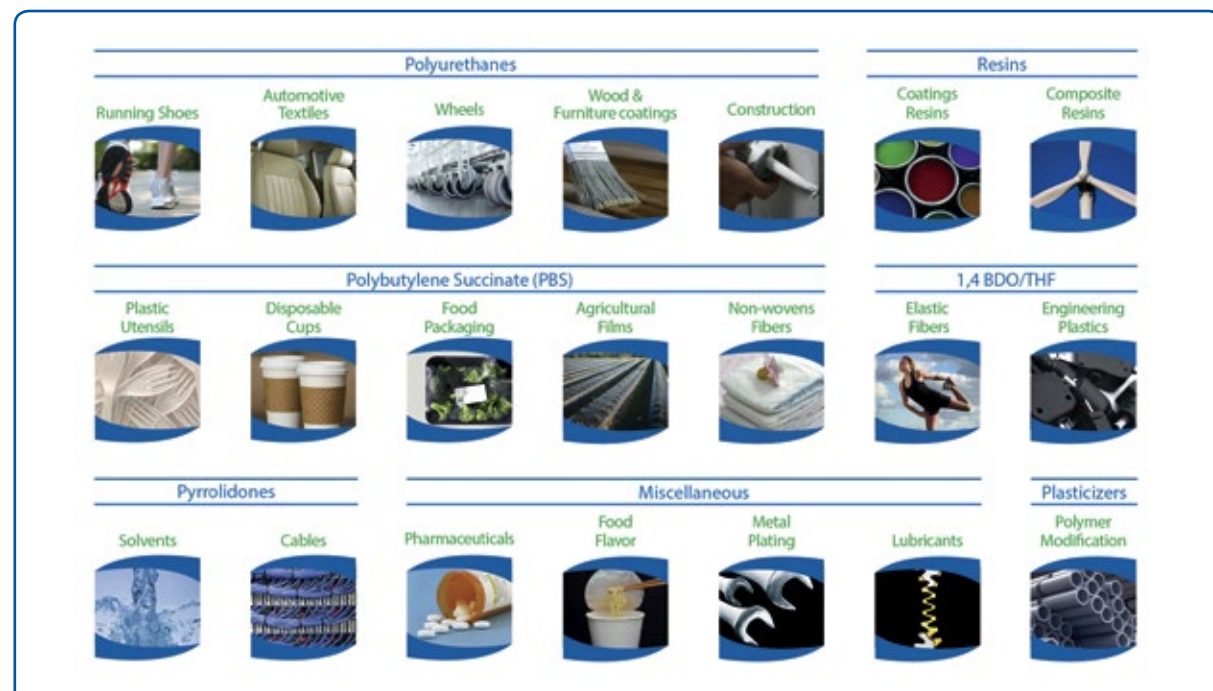 Polyurethanes
Resins
Running Shoes
Automotive
Textiles
Wheels
Wood &
Furniture coatings
Construction
Coatings
Resins
Composite
Resins
Polybutylene Succinate (PBS)
1,4 BDO/THF
Plastic
Utensils
Disposable
Cups
Food
Packaging
Agricultural
Films
Non-wovens
Fibers
Elastic
Fibers
Engineering
Plastics
Pyrrolidones
Miscellaneous
Plasticizers
Solvents
Cables
Pharmaceuticals
Food
Flavor
Metal
Plating
Lubricants
Polymer
Modification